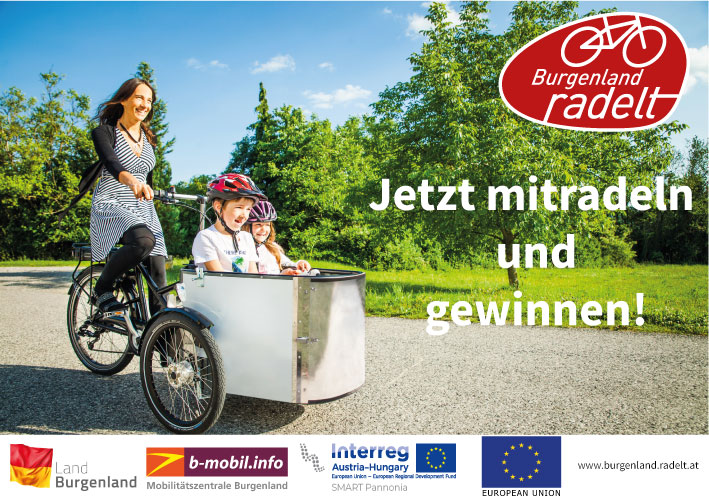 Burgenland
radelt
Jetzt mitradeln
und
gewinnen!
Land
Burgenland
b-mobil.info
Mobilitätszentrale Burgenland
Interreg
Austria-Hungary
European Union – European Regional Development Fund
SMART Pannonia
EUROPEAN UNION
www.burgenland.radelt.at